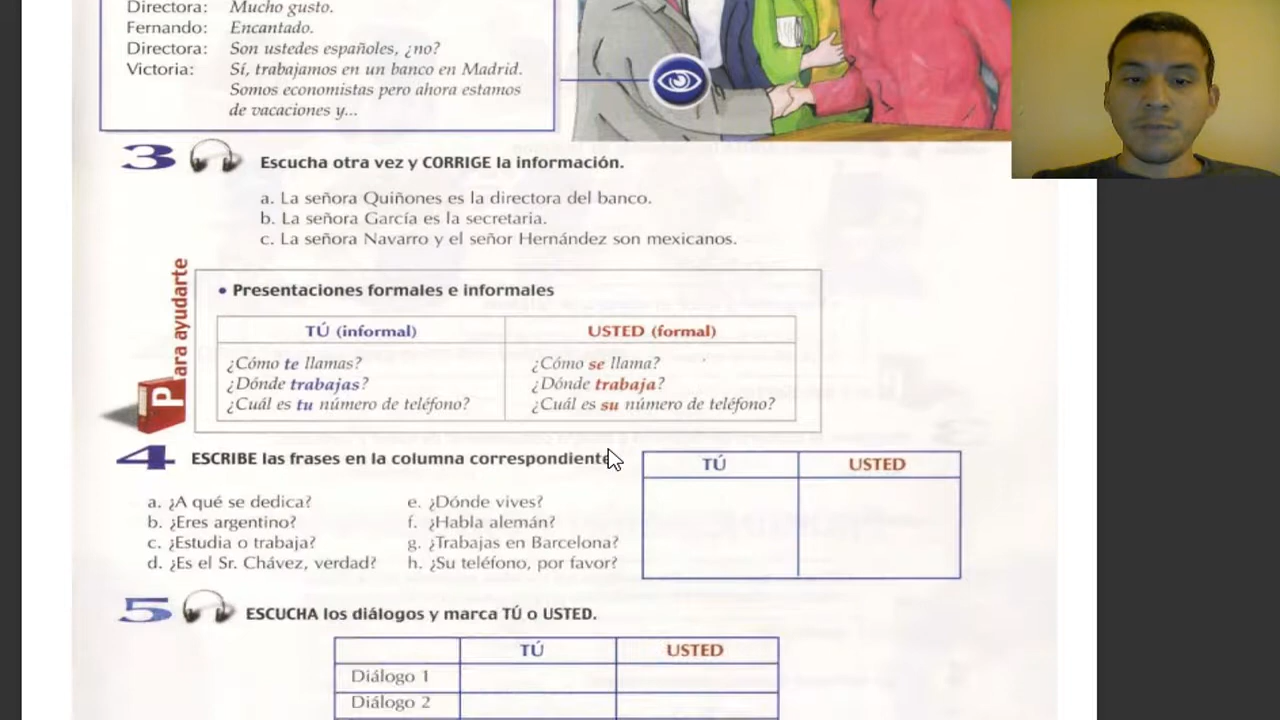 Directora: Mucho gusto.
Fernando: Encantado.
Directora: Son ustedes españoles, ¿no?
Victoria: Sí, trabajamos en un banco en Madrid.
Somos economistas pero ahora estamos
de vacaciones y...
3 Escucha otra vez y CORRIGE la información.
a. La señora Quiñones es la directora del banco.
b. La señora García es la secretaria.
c. La señora Navarro y el señor Hernández son mexicanos.
Para ayudarte
• Presentaciones formales e informales
TÚ (informal) USTED (formal)
¿Cómo te llamas? ¿Cómo se llama?
¿Dónde trabajas? ¿Dónde trabaja?
¿Cuál es tu número de teléfono? ¿Cuál es su número de teléfono?
4 ESCRIBE las frases en la columna correspondiente
TÚ USTED
a. ¿A qué se dedica? e. ¿Dónde vives?
b. ¿Eres argentino? f. ¿Habla alemán?
c. ¿Estudia o trabaja? g. ¿Trabajas en Barcelona?
d. ¿Es el Sr. Chávez, verdad? h. ¿Su teléfono, por favor?
5 ESCUCHA los diálogos y marca TÚ o USTED.
TÚ USTED
Diálogo 1
Diálogo 2